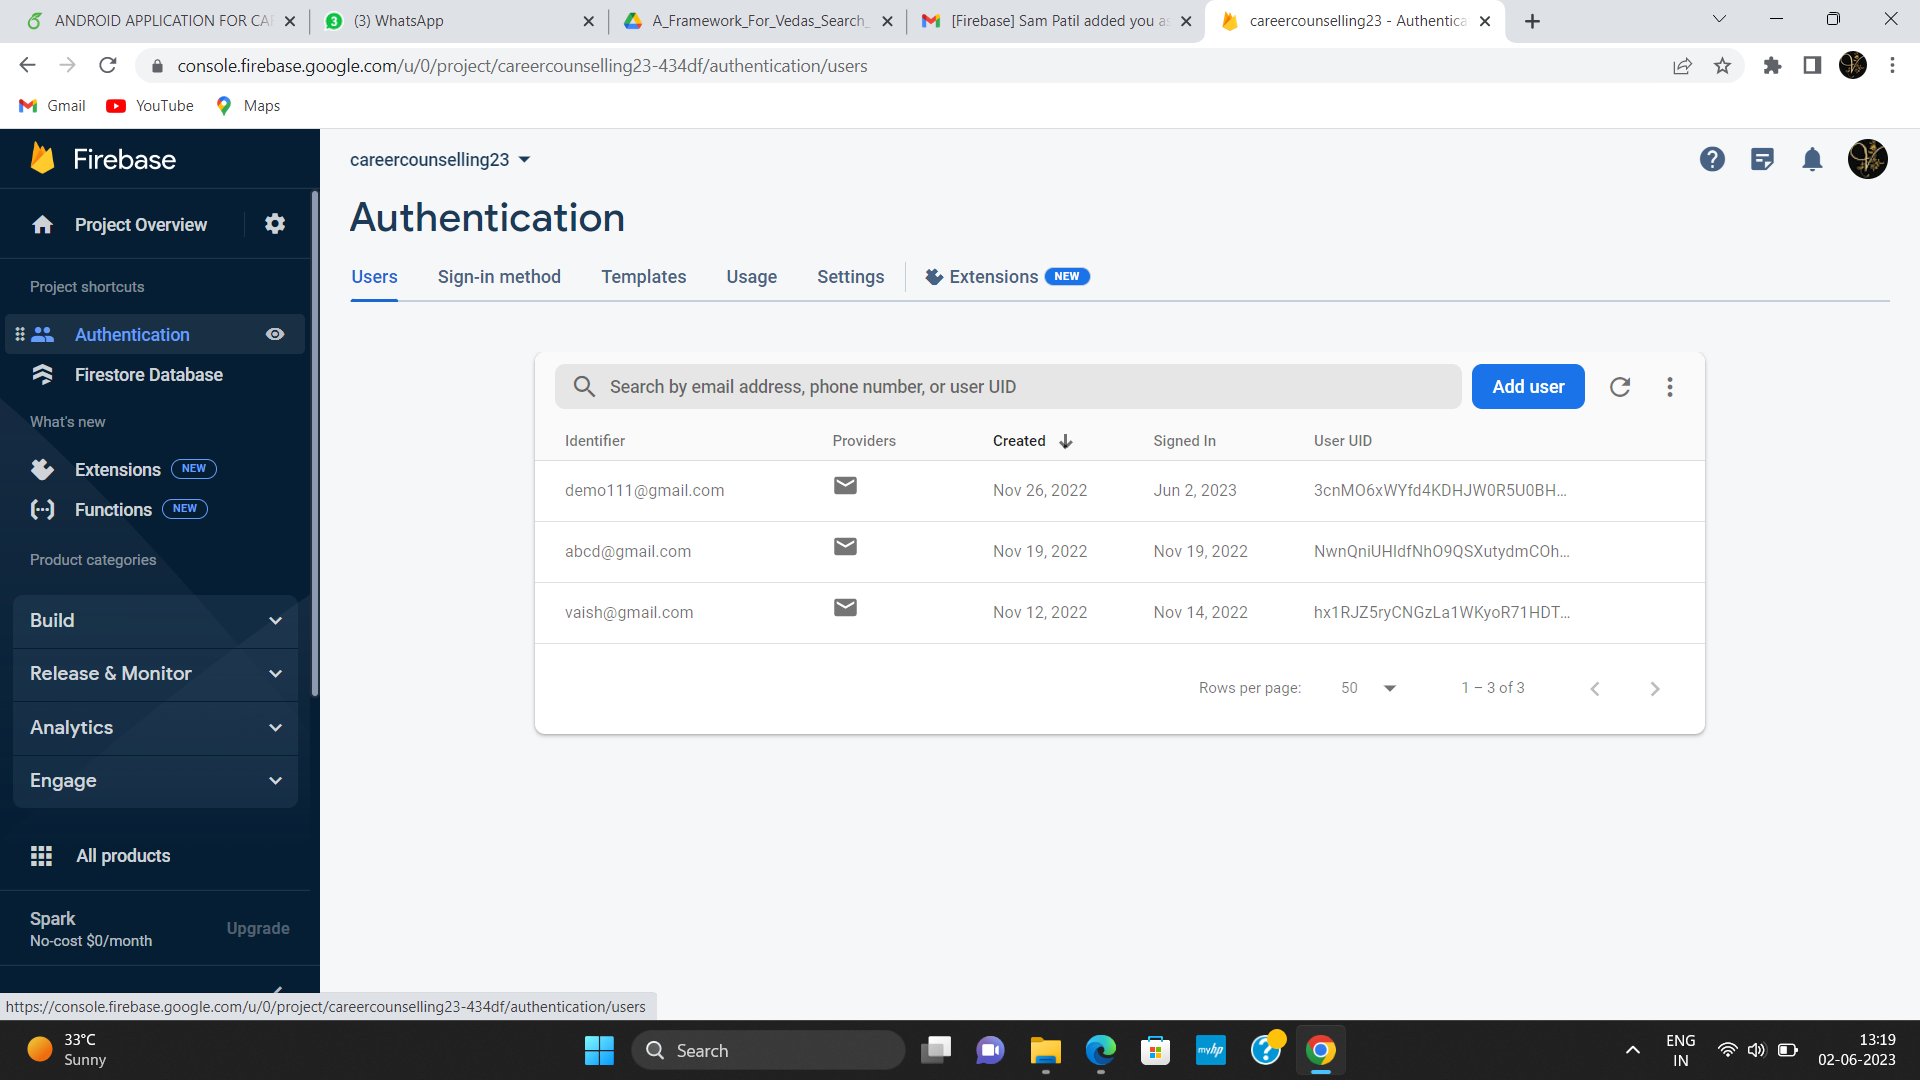 ANDROID APPLICATION FOR CA
(3) WhatsApp
A_Framework_For_Vedas_Search_
[Firebase] Sam Patil added you as
careercounselling23 - Authentica
console.firebase.google.com/u/0/project/careercounselling23-434df/authentication/users
Gmail YouTube Maps
Firebase
careercounselling23
Project Overview
Authentication
Users Sign-in method Templates Usage Settings Extensions NEW
Project shortcuts
Authentication
Firestore Database
What's new
Extensions NEW
Functions NEW
Product categories
Build
Release & Monitor
Analytics
Engage
All products
Spark
No-cost $0/month
Upgrade
Search by email address, phone number, or user UID
Add user
Identifier Providers Created Signed In User UID
demo111@gmail.com Nov 26, 2022 Jun 2, 2023 3cnMO6xWYfd4KDHJW0R5U0BH...
abcd@gmail.com Nov 19, 2022 Nov 19, 2022 NwnQniUHIdfNhO9QSXutydmCOh...
vaish@gmail.com Nov 12, 2022 Nov 14, 2022 hx1RJZ5ryCNGzLa1WKyoR71HDT...
Rows per page: 50 1 – 3 of 3
https://console.firebase.google.com/u/0/project/careercounselling23-434df/authentication/users
33°C
Sunny
Search
myhp
ENG
IN
13:19
02-06-2023